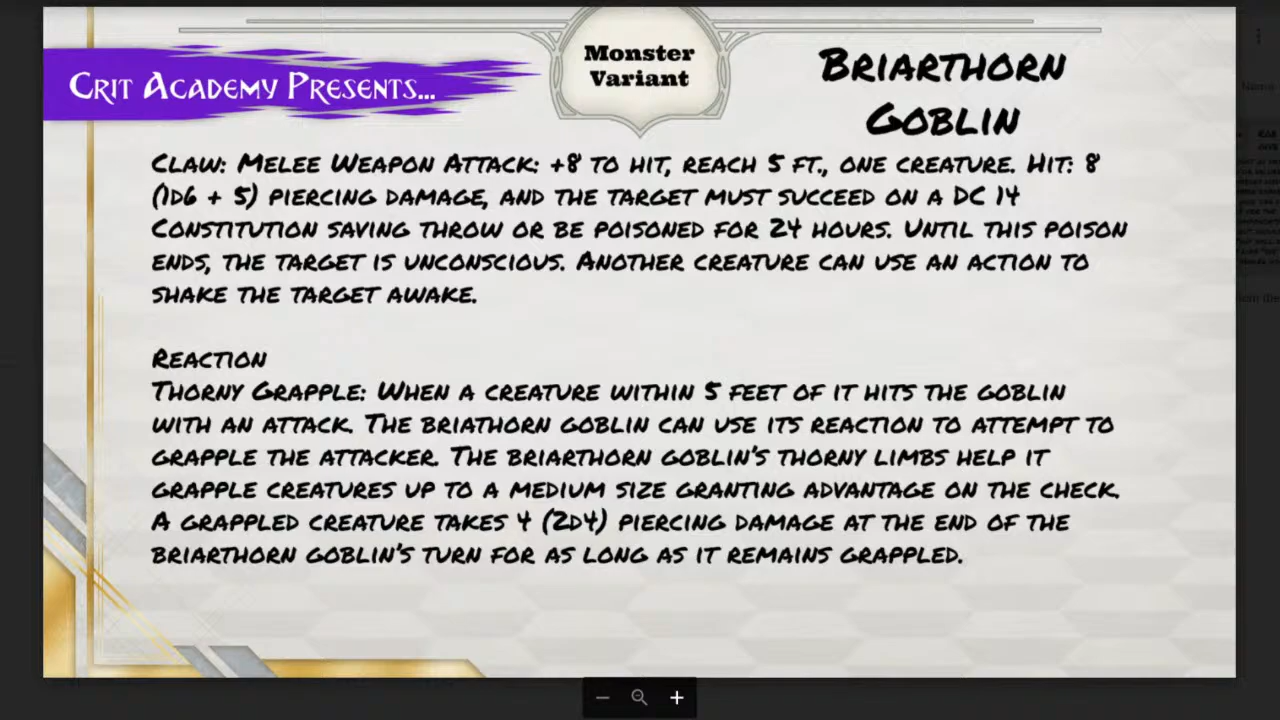 Crit Academy Presents...
Monster
Variant
Briarthorn
Goblin
Claw: Melee Weapon Attack: +8 to hit, reach 5 ft., one creature. Hit: 8
(1d6 + 5) piercing damage, and the target must succeed on a DC 14
Constitution saving throw or be poisoned for 24 hours. Until this poison
ends, the target is unconscious. Another creature can use an action to
shake the target awake.
Reaction
Thorny Grapple: When a creature within 5 feet of it hits the goblin
with an attack. The briathorn goblin can use its reaction to attempt to
grapple the attacker. The briarthorn goblin's thorny limbs help it
grapple creatures up to a medium size granting advantage on the check.
A grappled creature takes 4 (2d4) piercing damage at the end of the
briarthorn goblin's turn for as long as it remains grappled.